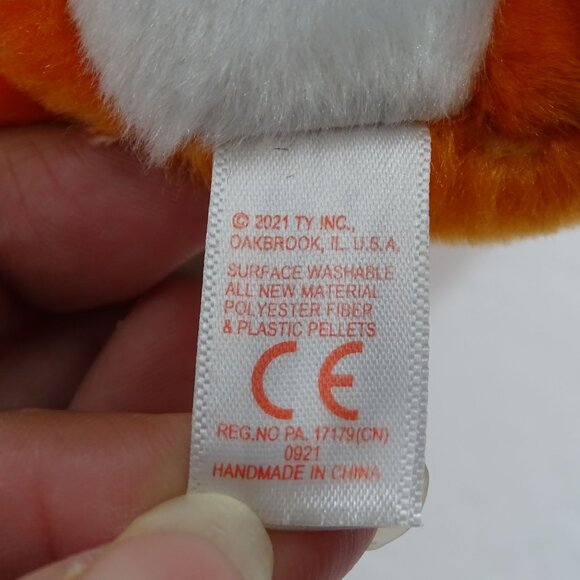 © 2021 TY INC.,
OAKBROOK, IL. U.S.A.
SURFACE WASHABLE
ALL NEW MATERIAL
POLYESTER FIBER
& PLASTIC PELLETS
CE
REG.NO PA. 17179(CN)
0921
HANDMADE IN CHINA